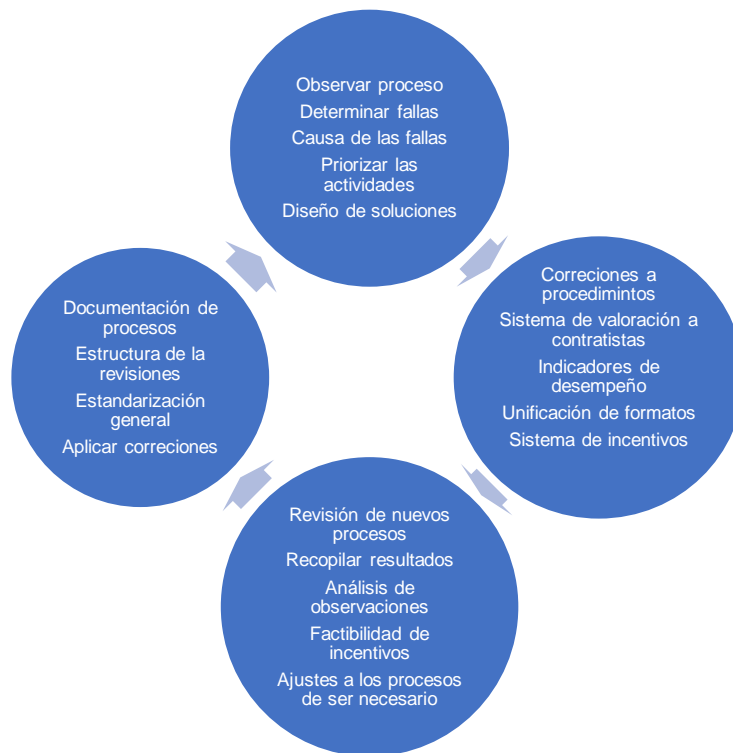 Observar proceso
Determinar fallas
Causa de las fallas
Priorizar las
actividades
Diseño de soluciones
Correciones a
procedimintos
Sistema de valoración a
contratistas
Indicadores de
desempeño
Unificación de formatos
Sistema de incentivos
Revisión de nuevos
procesos
Recopilar resultados
Análisis de
observaciones
Factibilidad de
incentivos
Ajustes a los procesos
de ser necesario
Documentación de
procesos
Estructura de la
revisiones
Estandarización
general
Aplicar correciones